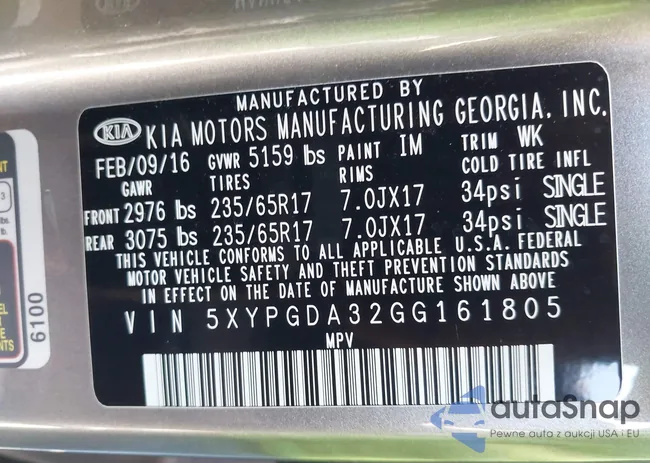 MANUFACTURED BY
KIA KIA MOTORS MANUFACTURING GEORGIA, INC.
FEB/09/16 GVWR 5159 lbs PAINT IM TRIM WK
GAWR TIRES RIMS COLD TIRE INFL
FRONT 2976 lbs 235/65R17 7.0JX17 34psi SINGLE
REAR 3075 lbs 235/65R17 7.0JX17 34psi SINGLE
THIS VEHICLE CONFORMS TO ALL APPLICABLE U.S.A. FEDERAL
MOTOR VEHICLE SAFETY AND THEFT PREVENTION STANDARDS
IN EFFECT ON THE DATE OF MANUFACTURE SHOWN ABOVE
VIN 5XYPGDA32GG161805
MPV
6100
autaSnap
Pewne auta z aukcji USA i EU